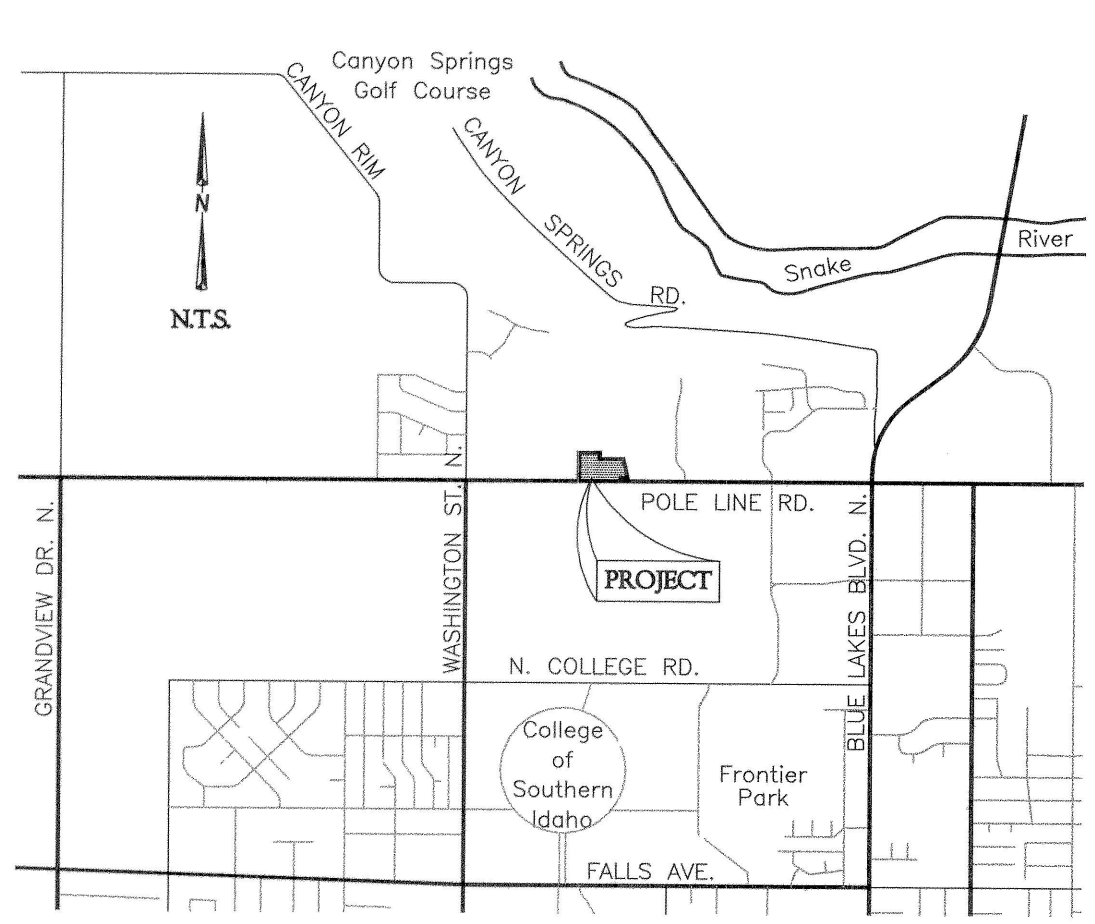 Canyon Springs
Golf Course
CANYON RIM
CANYON SPRINGS RD.
N
N.T.S.
Snake River
POLE LINE RD.
PROJECT
GRANDVIEW DR. N.
WASHINGTON ST. N.
BLUE LAKES BLVD. N.
N. COLLEGE RD.
College
of
Southern
Idaho
Frontier
Park
FALLS AVE.